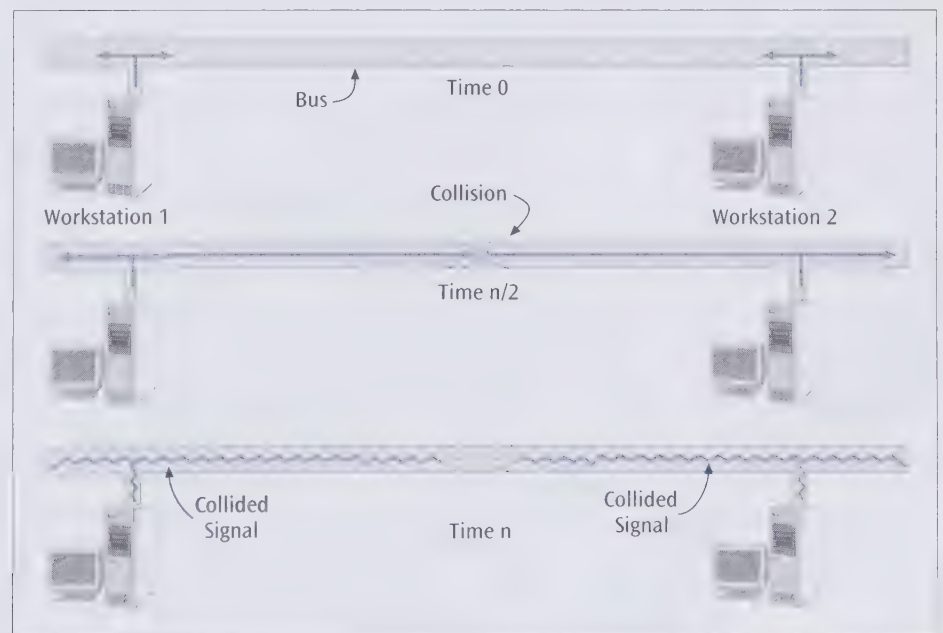 Bus
Time 0
Collision
Workstation 1
Workstation 2
Time n/2
Collided
Signal
Collided
Signal
Time n